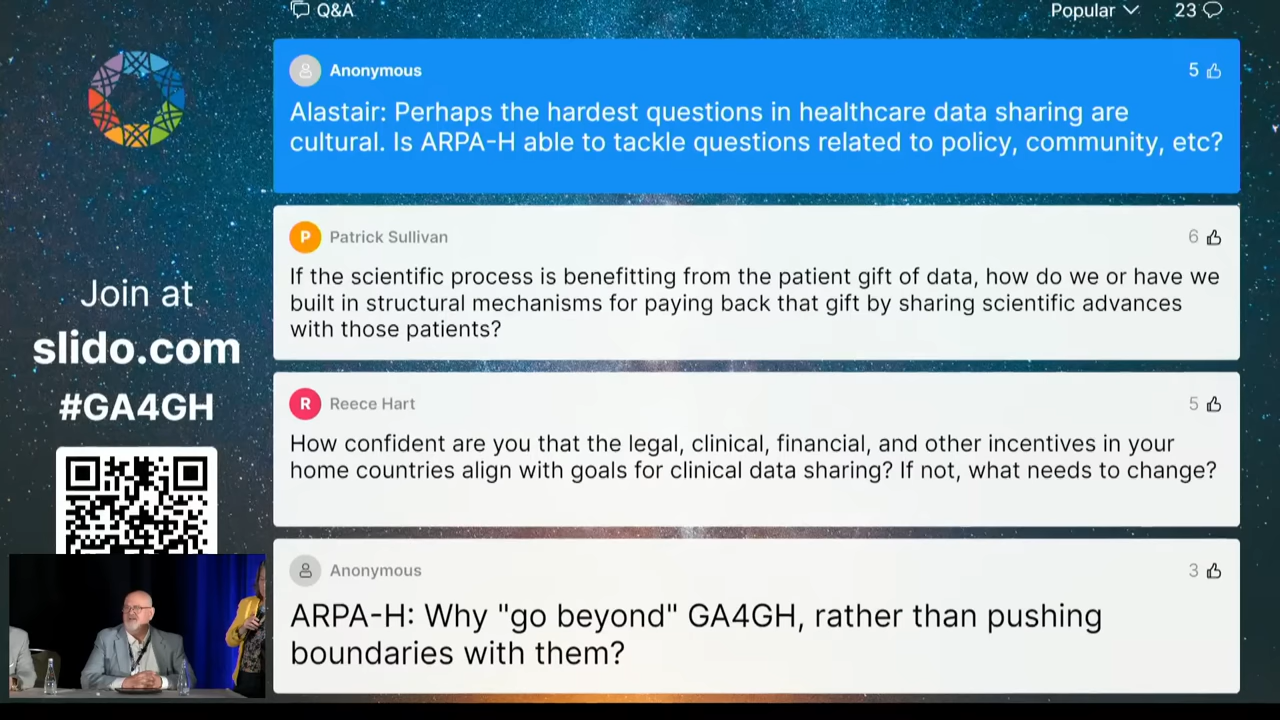 Q&A
Popular
23
Join at
slido.com
#GA4GH
Anonymous
5
Alastair: Perhaps the hardest questions in healthcare data sharing are
cultural. Is ARPA-H able to tackle questions related to policy, community, etc?
P
Patrick Sullivan
6
If the scientific process is benefitting from the patient gift of data, how do we or have we
built in structural mechanisms for paying back that gift by sharing scientific advances
with those patients?
R
Reece Hart
5
How confident are you that the legal, clinical, financial, and other incentives in your
home countries align with goals for clinical data sharing? If not, what needs to change?
Anonymous
3
ARPA-H: Why "go beyond" GA4GH, rather than pushing
boundaries with them?